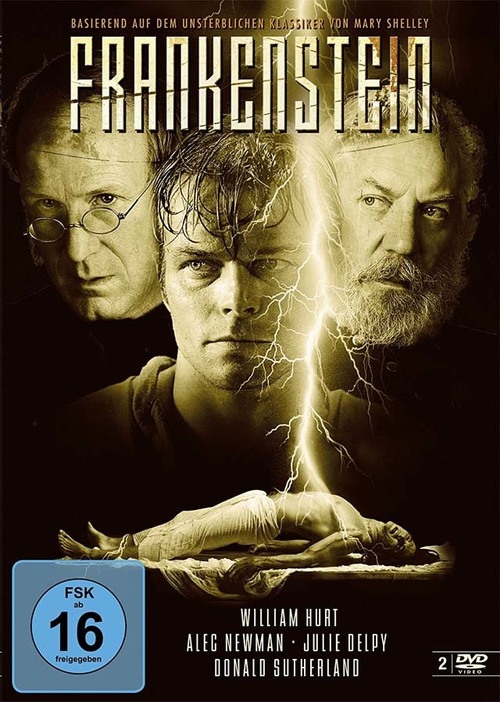 BASIEREND AUF DEM UNSTERBLICHEN KLASSIKER VON MARY SHELLEY
FRANKENSTEIN
FSK
ab
16
freigegeben
WILLIAM HURT
ALEC NEWMAN · JULIE DELPY
DONALD SUTHERLAND
2 DVD
VIDEO